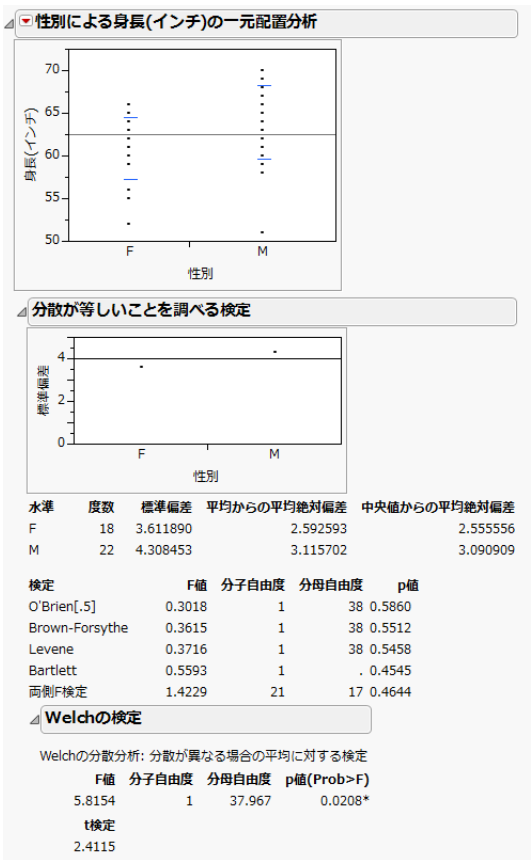 性別による身長(インチ)の一元配置分析
70
65
60
55
50
身長(インチ)
F M
性別
分散が等しいことを調べる検定
4
2
0
標準偏差
F M
性別
水準 度数 標準偏差 平均からの平均絶対偏差 中央値からの平均絶対偏差
F 18 3.611890 2.592593 2.555556
M 22 4.308453 3.115702 3.090909
検定 F値 分子自由度 分母自由度 p値
O'Brien[.5] 0.3018 1 38 0.5860
Brown-Forsythe 0.3615 1 38 0.5512
Levene 0.3716 1 38 0.5458
Bartlett 0.5593 1 . 0.4545
両側F検定 1.4229 21 17 0.4644
Welchの検定
Welchの分散分析: 分散が異なる場合の平均に対する検定
F値 分子自由度 分母自由度 p値(Prob>F)
5.8154 1 37.967 0.0208*
t検定
2.4115